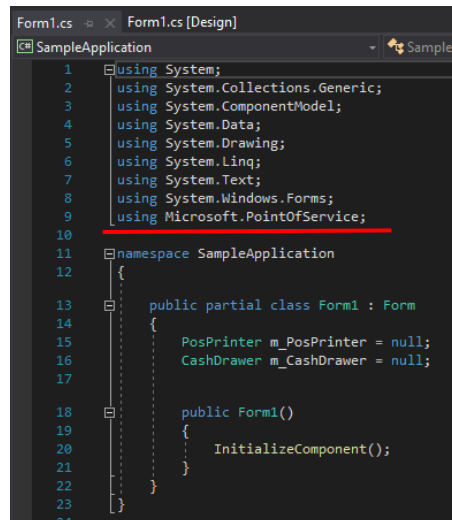 Form1.cs Form1.cs [Design]
C# SampleApplication Sample
1 using System;
2 using System.Collections.Generic;
3 using System.ComponentModel;
4 using System.Data;
5 using System.Drawing;
6 using System.Linq;
7 using System.Text;
8 using System.Windows.Forms;
9 using Microsoft.PointOfService;
10
11 namespace SampleApplication
12 {
13 public partial class Form1 : Form
14 {
15 PosPrinter m_PosPrinter = null;
16 CashDrawer m_CashDrawer = null;
17
18 public Form1()
19 {
20 InitializeComponent();
21 }
22 }
23 }